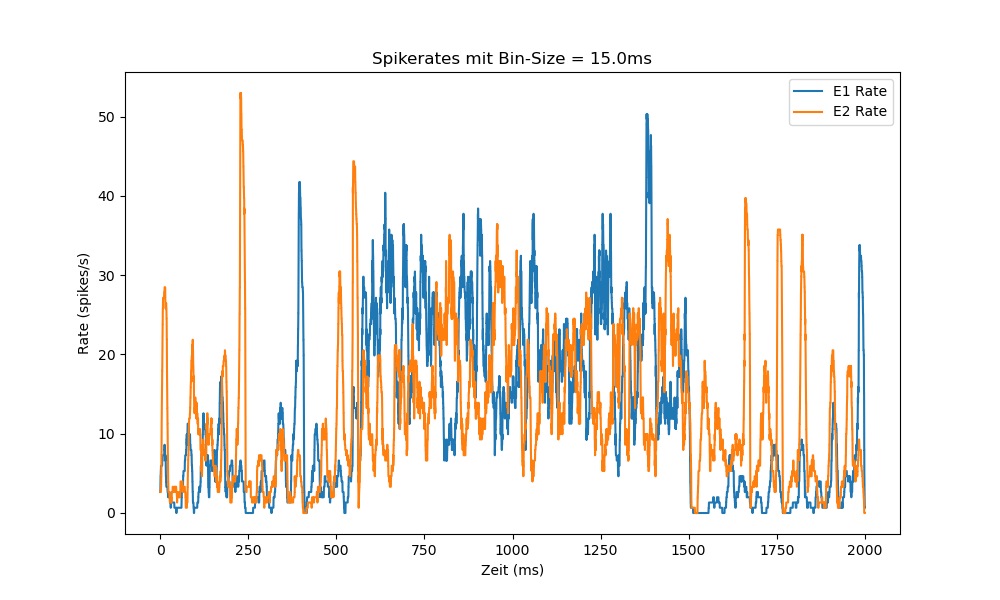 Spikerates mit Bin-Size = 15.0ms
E1 Rate
E2 Rate
50
40
30
20
10
0
Rate (spikes/s)
0 250 500 750 1000 1250 1500 1750 2000
Zeit (ms)